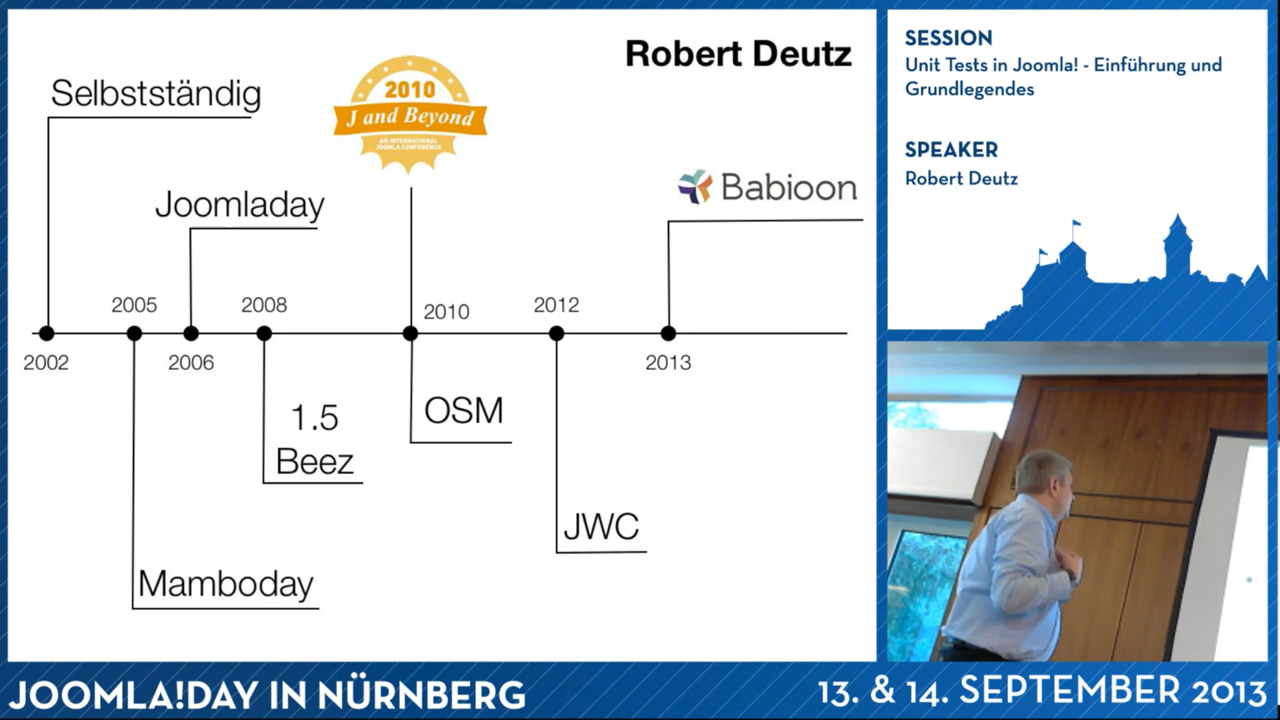 Robert Deutz
Selbstständig
2010
J and Beyond
AN INTERNATIONAL
JOOMLA CONFERENCE
Babioon
Joomladay
2005
2008
2010
2012
2002
2006
2013
1.5
Beez
OSM
JWC
Mamboday
SESSION
Unit Tests in Joomla! - Einführung und
Grundlegendes
SPEAKER
Robert Deutz
JOOMLA!DAY IN NÜRNBERG
13. & 14. SEPTEMBER 2013